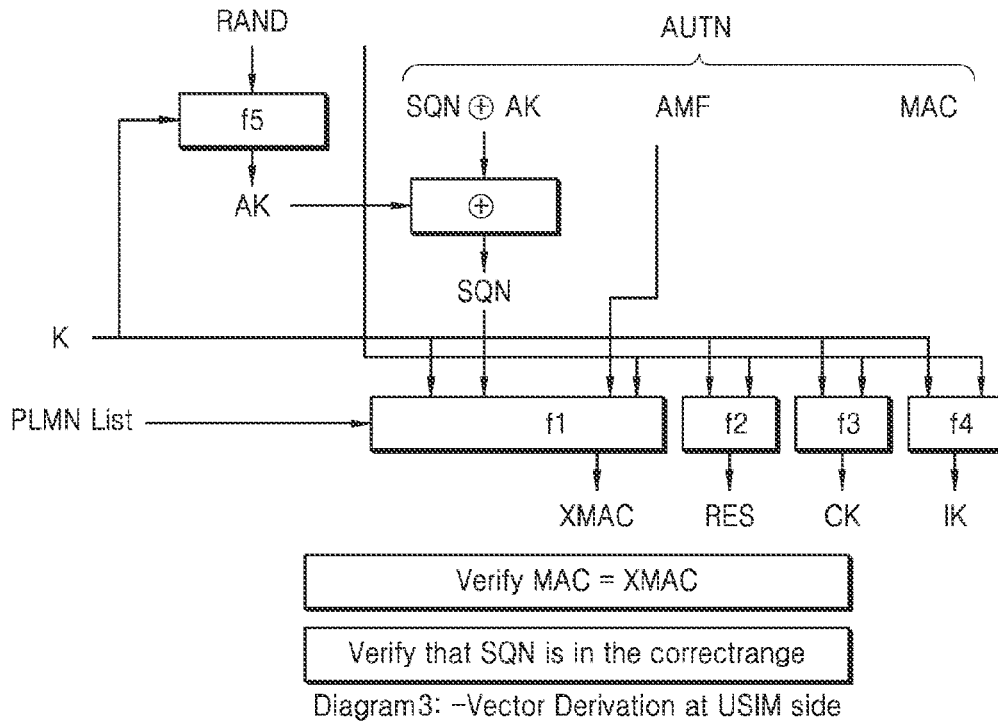 RAND
AUTN
SQN ⊕ AK
AMF
MAC
f5
AK
⊕
SQN
K
PLMN List
f1
f2
f3
f4
XMAC
RES
CK
IK
Verify MAC = XMAC
Verify that SQN is in the correctrange
Diagram3: -Vector Derivation at USIM side